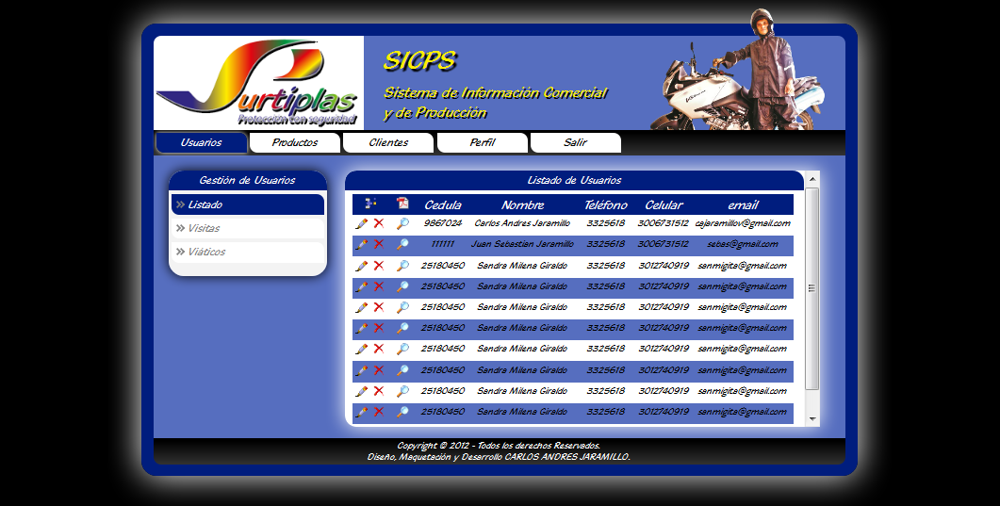 Surtiplas
Protección con seguridad
SICPS
Sistema de Información Comercial
y de Producción
Usuarios Productos Clientes Perfil Salir
Gestión de Usuarios
Listado
Visitas
Viáticos
Listado de Usuarios
Cedula Nombre Teléfono Celular email
9867024 Carlos Andres Jaramillo 3325618 3006731512 cajaramillov@gmail.com
111111 Juan Sebastian Jaramillo 3325618 3006731512 sebas@gmail.com
25180450 Sandra Milena Giraldo 3325618 3012740919 sanmigita@gmail.com
25180450 Sandra Milena Giraldo 3325618 3012740919 sanmigita@gmail.com
25180450 Sandra Milena Giraldo 3325618 3012740919 sanmigita@gmail.com
25180450 Sandra Milena Giraldo 3325618 3012740919 sanmigita@gmail.com
25180450 Sandra Milena Giraldo 3325618 3012740919 sanmigita@gmail.com
25180450 Sandra Milena Giraldo 3325618 3012740919 sanmigita@gmail.com
25180450 Sandra Milena Giraldo 3325618 3012740919 sanmigita@gmail.com
25180450 Sandra Milena Giraldo 3325618 3012740919 sanmigita@gmail.com
Copyright © 2012 - Todos los derechos Reservados.
Diseño, Maquetación y Desarrollo CARLOS ANDRES JARAMILLO.